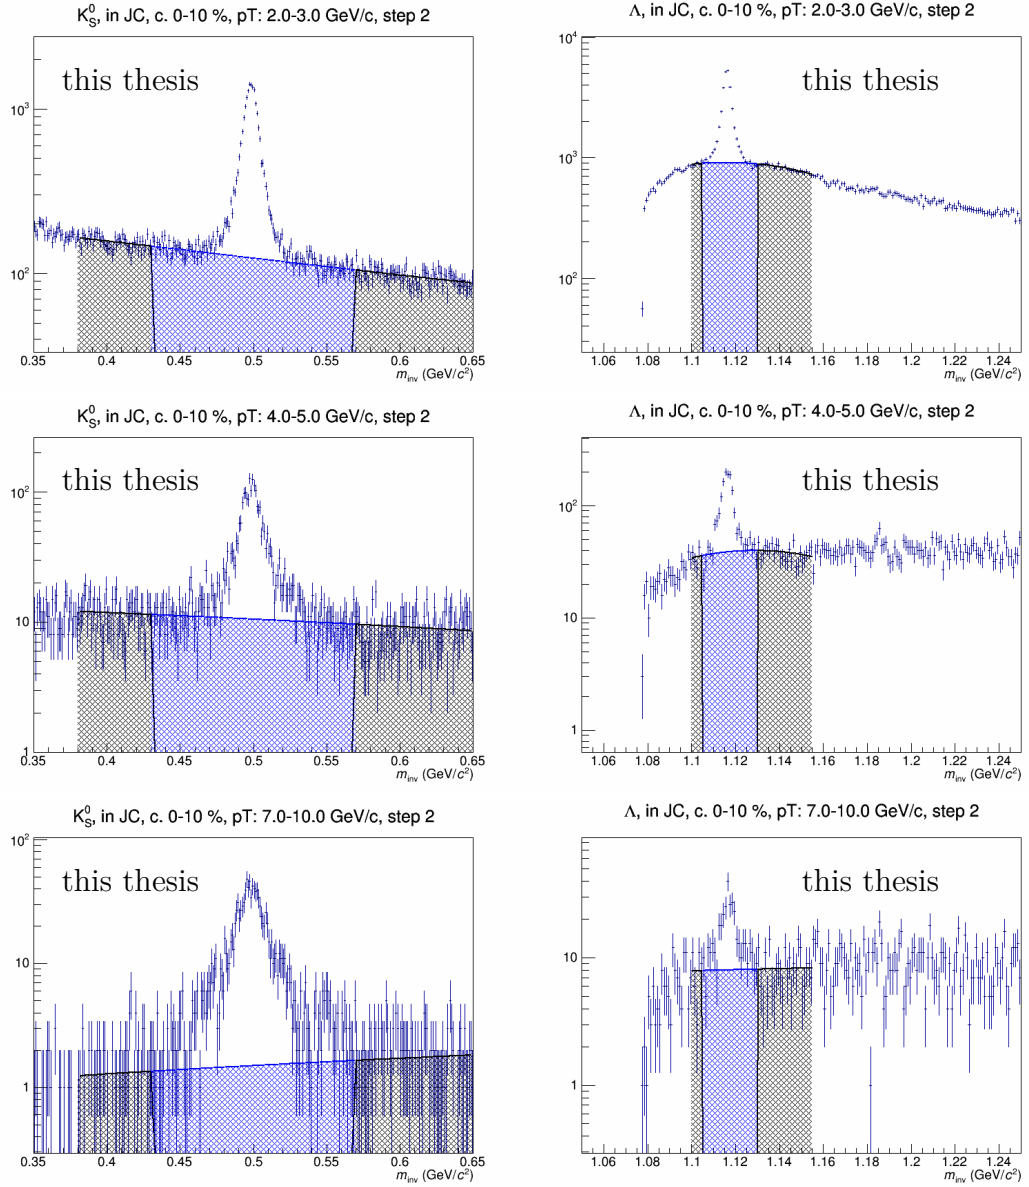 K⁰_S, in JC, c. 0-10 %, pT: 2.0-3.0 GeV/c, step 2
this thesis
10³
10²
0.35 0.4 0.45 0.5 0.55 0.6 0.65
m_inv (GeV/c²)
Λ, in JC, c. 0-10 %, pT: 2.0-3.0 GeV/c, step 2
this thesis
10⁴
10³
10²
1.06 1.08 1.1 1.12 1.14 1.16 1.18 1.2 1.22 1.24
m_inv (GeV/c²)
K⁰_S, in JC, c. 0-10 %, pT: 4.0-5.0 GeV/c, step 2
this thesis
10²
10
1
0.35 0.4 0.45 0.5 0.55 0.6 0.65
m_inv (GeV/c²)
Λ, in JC, c. 0-10 %, pT: 4.0-5.0 GeV/c, step 2
this thesis
10²
10
1
1.06 1.08 1.1 1.12 1.14 1.16 1.18 1.2 1.22 1.24
m_inv (GeV/c²)
K⁰_S, in JC, c. 0-10 %, pT: 7.0-10.0 GeV/c, step 2
this thesis
10²
10
1
0.35 0.4 0.45 0.5 0.55 0.6 0.65
m_inv (GeV/c²)
Λ, in JC, c. 0-10 %, pT: 7.0-10.0 GeV/c, step 2
this thesis
10
1
1.06 1.08 1.1 1.12 1.14 1.16 1.18 1.2 1.22 1.24
m_inv (GeV/c²)